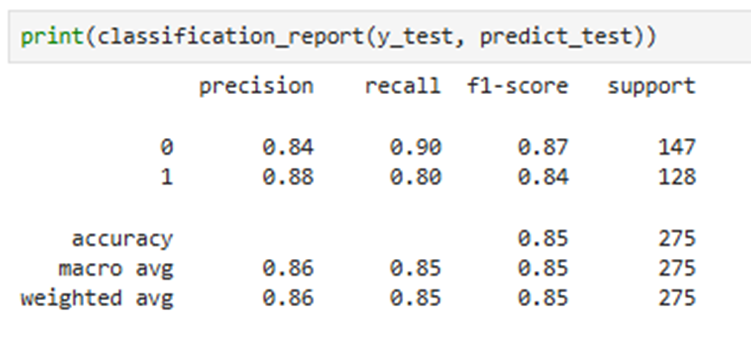 print(classification_report(y_test, predict_test))
precision recall f1-score support
0 0.84 0.90 0.87 147
1 0.88 0.80 0.84 128
accuracy 0.85 275
macro avg 0.86 0.85 0.85 275
weighted avg 0.86 0.85 0.85 275